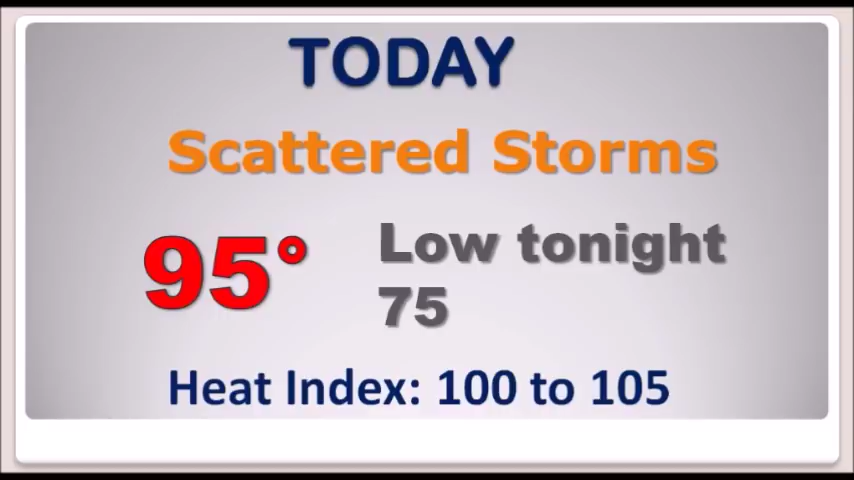 TODAY
Scattered Storms
95° Low tonight
75
Heat Index: 100 to 105